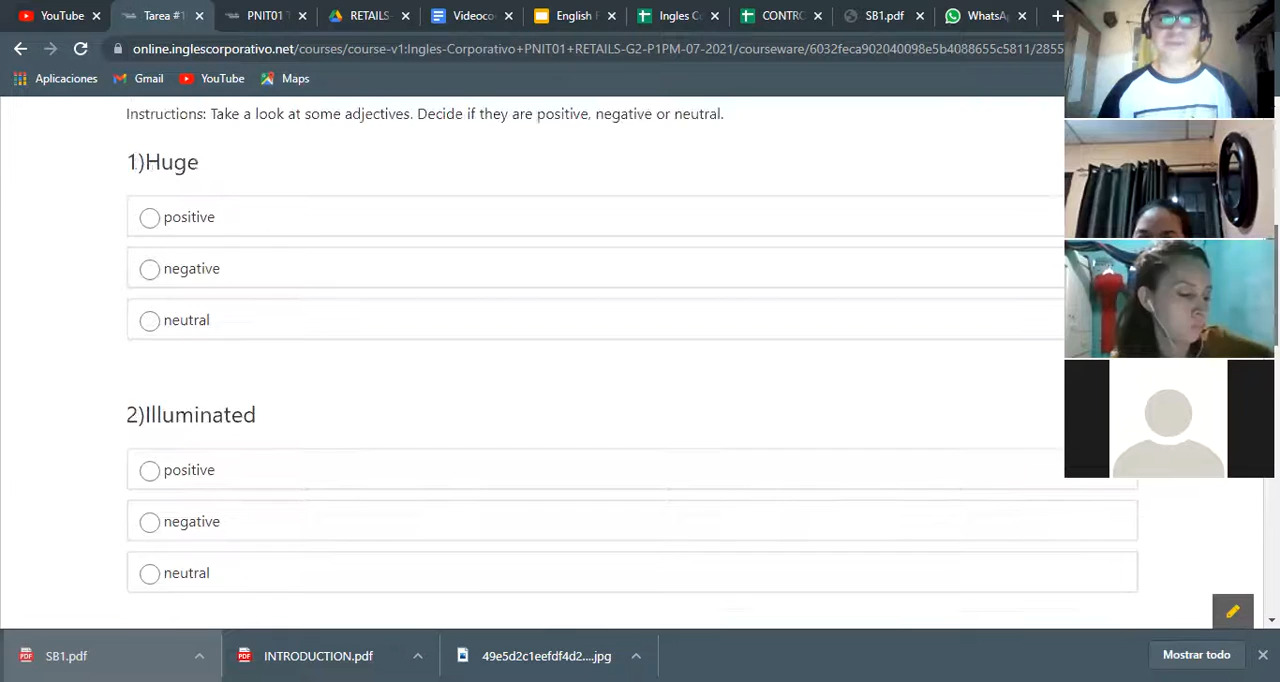 YouTube
Tarea #1
PNIT01 T
RETAILS-
Videoco
English F
Ingles Co
CONTRO
SB1.pdf
WhatsA
online.inglescorporativo.net/courses/course-v1:Ingles-Corporativo+PNIT01+RETAILS-G2-P1PM-07-2021/courseware/6032feca902040098e5b4088655c5811/2855
Aplicaciones
Gmail
YouTube
Maps
Instructions: Take a look at some adjectives. Decide if they are positive, negative or neutral.
1)Huge
positive
negative
neutral
2)Illuminated
positive
negative
neutral
SB1.pdf
INTRODUCTION.pdf
49e5d2c1eefdf4d2....jpg
Mostrar todo